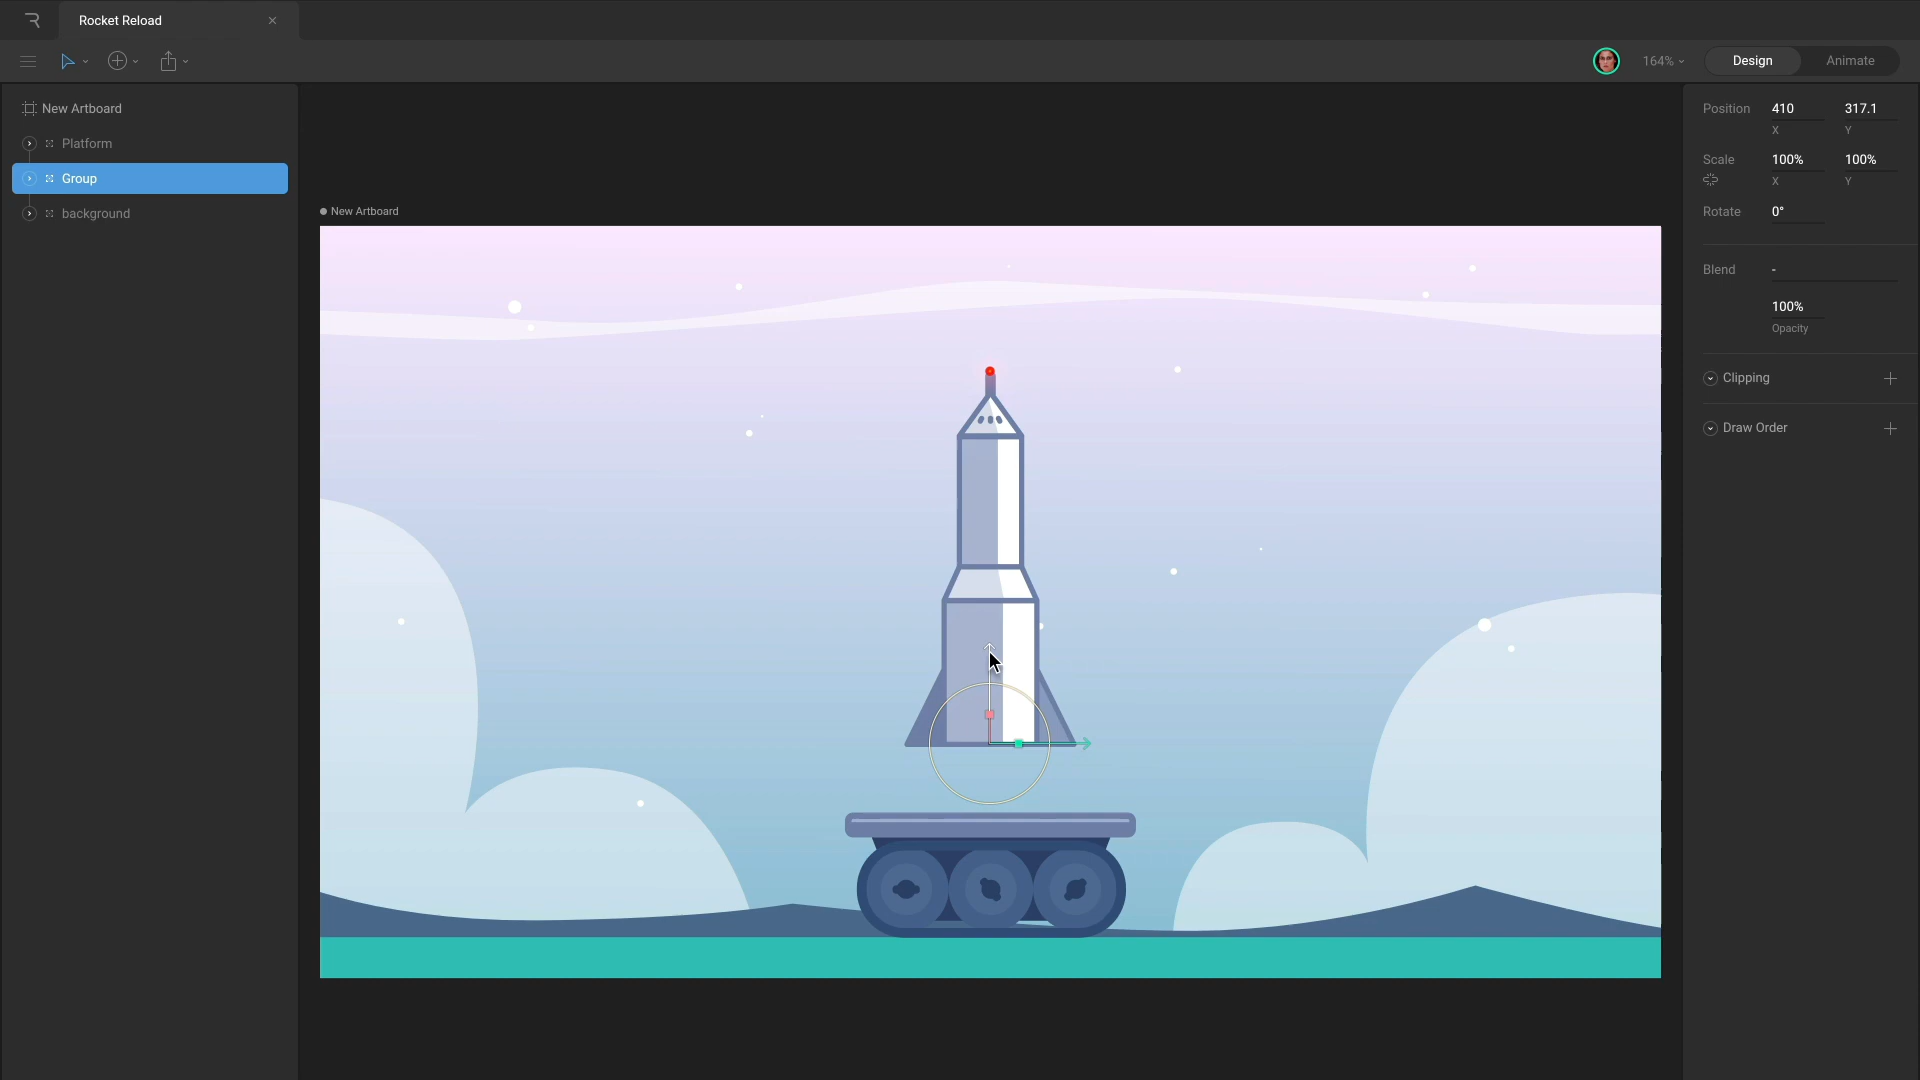 Rocket Reload
164%
Design
Animate
New Artboard
Platform
Group
background
New Artboard
Position
410
317.1
X
Y
Scale
100%
100%
X
Y
Rotate
0°
Blend
-
100%
Opacity
Clipping
Draw Order